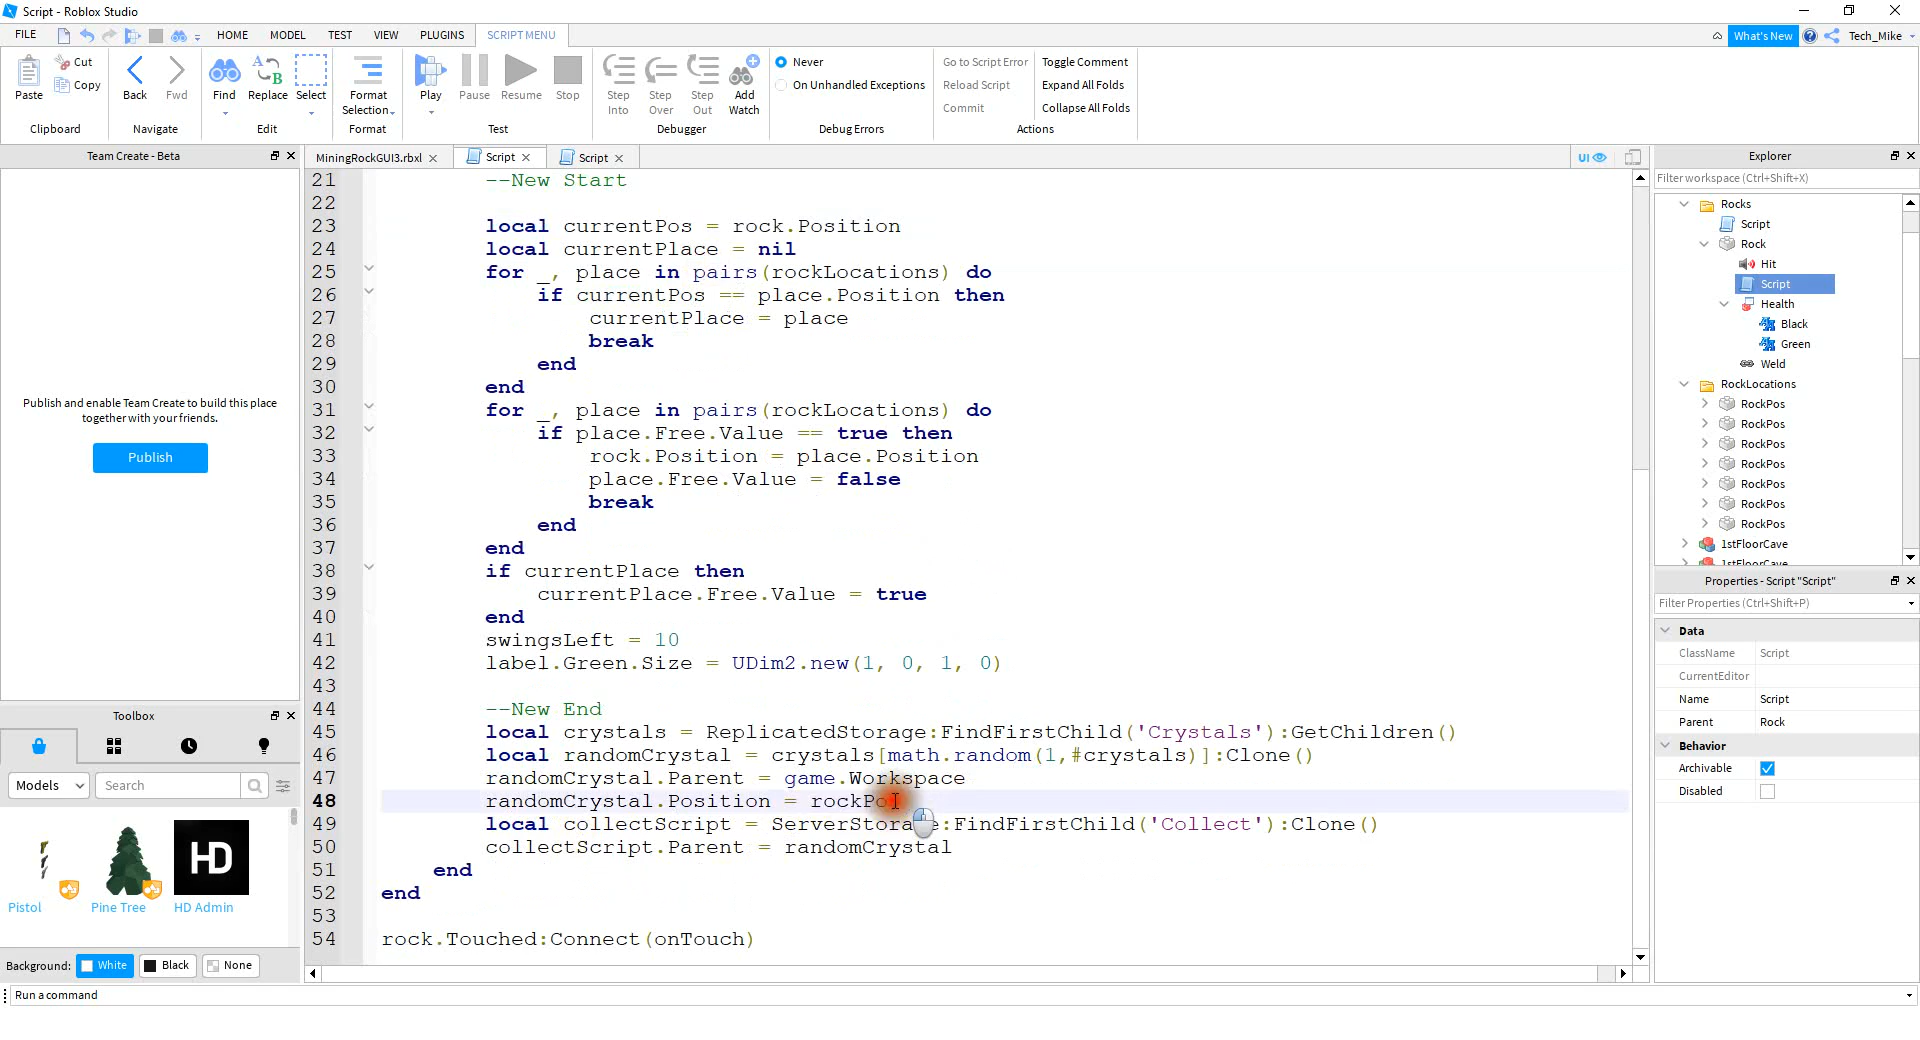 Script - Roblox Studio
FILE HOME MODEL TEST VIEW PLUGINS SCRIPT MENU What's New Tech_Mike
Paste Cut Copy Back Fwd Find Replace Select Format Selection Play Pause Resume Stop Step Into Step Over Step Out Add Watch Never On Unhandled Exceptions Go to Script Error Reload Script Commit Toggle Comment Expand All Folds Collapse All Folds
Clipboard Navigate Edit Format Test Debugger Debug Errors Actions
Team Create - Beta
Publish and enable Team Create to build this place
together with your friends.
Publish
Toolbox
Models Search
Pistol Pine Tree HD HD Admin
Background: White Black None
MiningRockGUI3.rbxl Script Script UI
21 --New Start
22
23 local currentPos = rock.Position
24 local currentPlace = nil
25 for _, place in pairs(rockLocations) do
26 if currentPos == place.Position then
27 currentPlace = place
28 break
29 end
30 end
31 for _, place in pairs(rockLocations) do
32 if place.Free.Value == true then
33 rock.Position = place.Position
34 place.Free.Value = false
35 break
36 end
37 end
38 if currentPlace then
39 currentPlace.Free.Value = true
40 end
41 swingsLeft = 10
42 label.Green.Size = UDim2.new(1, 0, 1, 0)
43
44 --New End
45 local crystals = ReplicatedStorage:FindFirstChild('Crystals'):GetChildren()
46 local randomCrystal = crystals[math.random(1,#crystals)]:Clone()
47 randomCrystal.Parent = game.Workspace
48 randomCrystal.Position =
49 local collectScript = ServerStorage:FindFirstChild('Collect'):Clone()
50 collectScript.Parent = randomCrystal
51 end
52 end
53
54 rock.Touched:Connect(onTouch)
Explorer
Filter workspace (Ctrl+Shift+X)
Rocks
Script
Rock
Hit
Script
Health
Black
Green
Weld
RockLocations
RockPos
RockPos
RockPos
RockPos
RockPos
RockPos
RockPos
1stFloorCave
1stFloorCave
Properties - Script "Script"
Filter Properties (Ctrl+Shift+P)
Data
ClassName Script
CurrentEditor
Name Script
Parent Rock
Behavior
Archivable
Disabled
Run a command